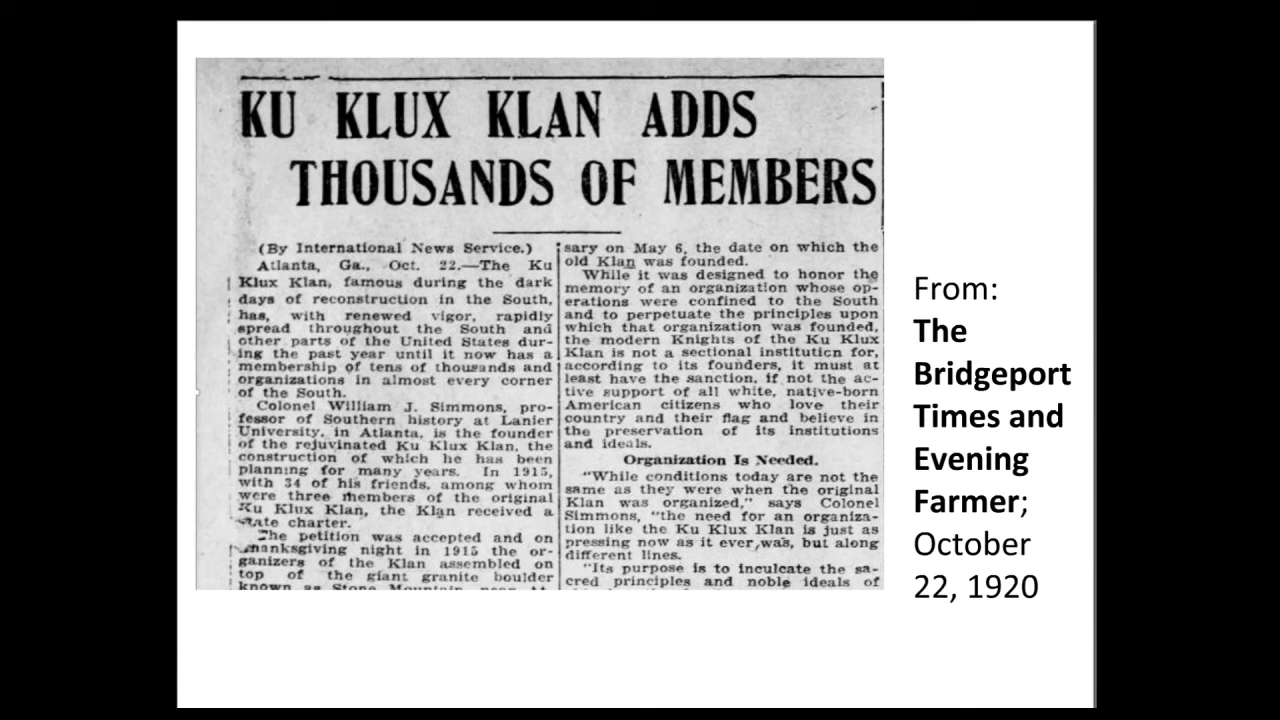 KU KLUX KLAN ADDS
THOUSANDS OF MEMBERS
(By International News Service.)
Atlanta, Ga., Oct. 22.—The Ku
Klux Klan, famous during the dark
days of reconstruction in the South,
has, with renewed vigor, rapidly
spread throughout the South and
other parts of the United States dur-
ing the past year until it now has a
membership of tens of thousands and
organizations in almost every corner
of the South.
Colonel William J. Simmons, pro-
fessor of Southern history at Lanier
University, in Atlanta, is the founder
of the rejuvinated Ku Klux Klan, the
construction of which he has been
planning for many years. In 1915,
with 34 of his friends, among whom
were three members of the original
Ku Klux Klan, the Klan received a
state charter.
The petition was accepted and on
Thanksgiving night in 1915 the or-
ganizers of the Klan assembled on
top of the giant granite boulder
known as Stone Mountain, near At-
sary on May 6, the date on which the
old Klan was founded.
While it was designed to honor the
memory of an organization whose op-
erations were confined to the South
and to perpetuate the principles upon
which that organization was founded,
the modern Knights of the Ku Klux
Klan is not a sectional institution for,
according to its founders, it must at
least have the sanction, if not the ac-
tive support of all white, native-born
American citizens who love their
country and their flag and believe in
the preservation of its institutions
and ideals.
Organization Is Needed.
"While conditions today are not the
same as they were when the original
Klan was organized," says Colonel
Simmons, "the need for an organiza-
tion like the Ku Klux Klan is just as
pressing now as it ever was, but along
different lines.
"Its purpose is to inculcate the sa-
cred principles and noble ideals of
From:
The
Bridgeport
Times and
Evening
Farmer;
October
22, 1920